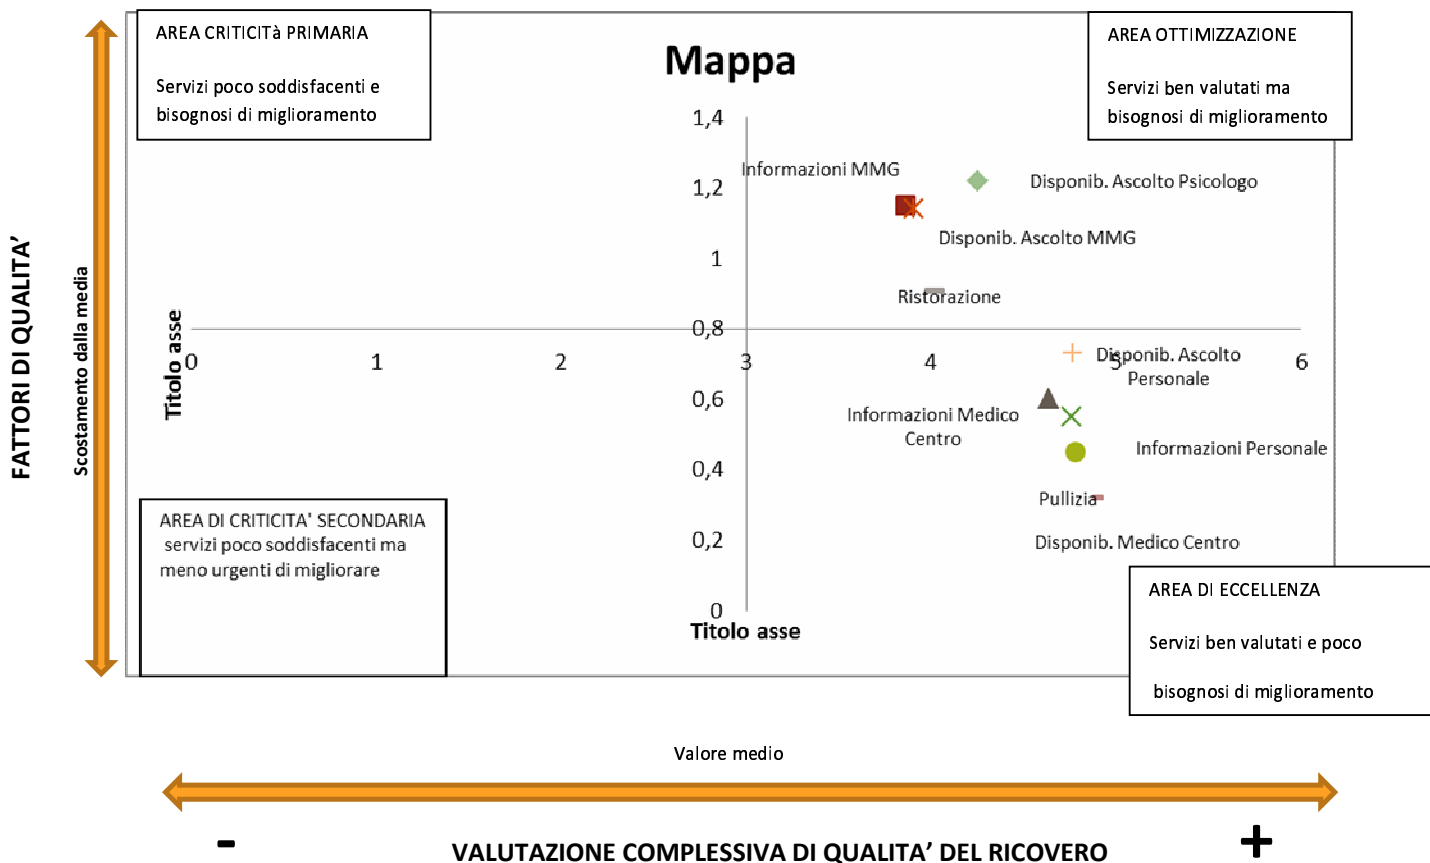 AREA CRITICITà PRIMARIA
Servizi poco soddisfacenti e
bisognosi di miglioramento
Mappa
AREA OTTIMIZZAZIONE
Servizi ben valutati ma
bisognosi di miglioramento
1,4
1,2
1
0,8
0,6
0,4
0,2
0
Informazioni MMG
Disponib. Ascolto Psicologo
Disponib. Ascolto MMG
Ristorazione
0 1 2 3 4 5 6
Disponib. Ascolto
Personale
Informazioni Medico
Centro
Informazioni Personale
Pullizia
Disponib. Medico Centro
FATTORI DI QUALITA’
Scostamento dalla media
Titolo asse
AREA DI CRITICITA' SECONDARIA
servizi poco soddisfacenti ma
meno urgenti di migliorare
Titolo asse
AREA DI ECCELLENZA
Servizi ben valutati e poco
bisognosi di miglioramento
Valore medio
-
+
VALUTAZIONE COMPLESSIVA DI QUALITA’ DEL RICOVERO